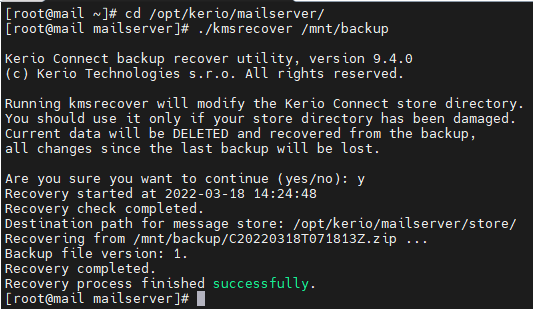 [root@mail ~]# cd /opt/kerio/mailserver/
[root@mail mailserver]# ./kmsrecover /mnt/backup
Kerio Connect backup recover utility, version 9.4.0
(c) Kerio Technologies s.r.o. All rights reserved.
Running kmsrecover will modify the Kerio Connect store directory.
You should use it only if your store directory has been damaged.
Current data will be DELETED and recovered from the backup,
all changes since the last backup will be lost.
Are you sure you want to continue (yes/no): y
Recovery started at 2022-03-18 14:24:48
Recovery check completed.
Destination path for message store: /opt/kerio/mailserver/store/
Recovering from /mnt/backup/C20220318T071813Z.zip ...
Backup file version: 1.
Recovery completed.
Recovery process finished successfully.
[root@mail mailserver]#